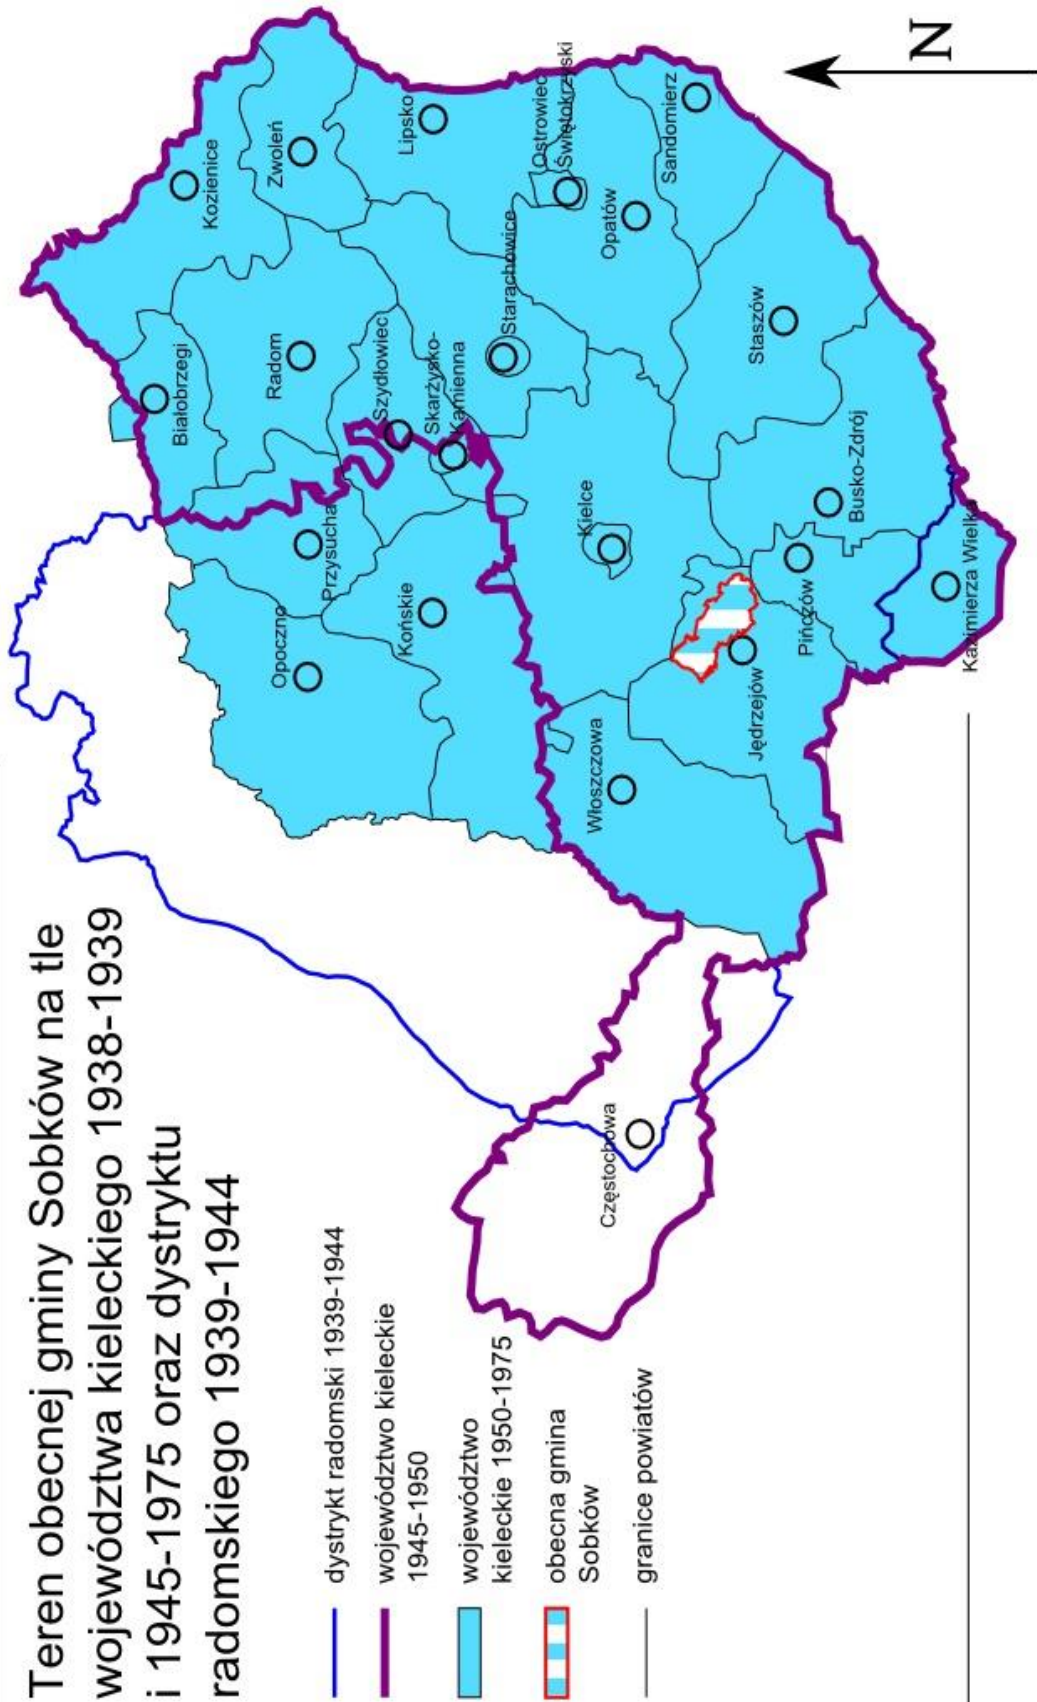 Teren obecnej gminy Sobków na tle
województwa kieleckiego 1938-1939
i 1945-1975 oraz dystryktu
radomskiego 1939-1944
dystrykt radomski 1939-1944
województwo kieleckie
1945-1950
województwo
kieleckie 1950-1975
obecna gmina
Sobków
granice powiatów
Białobrzegi
Kozienice
Zwoleń
Radom
Przysucha
Opoczno
Szydłowiec
Lipsko
Końskie
Skarżysko-
Kamienna
Starachowice
Ostrowiec
Świętokrzyski
Kielce
Opatów
Włoszczowa
Częstochowa
Sandomierz
Jędrzejów
Staszów
Pińczów
Busko-Zdrój
Kazimierza Wielka
N